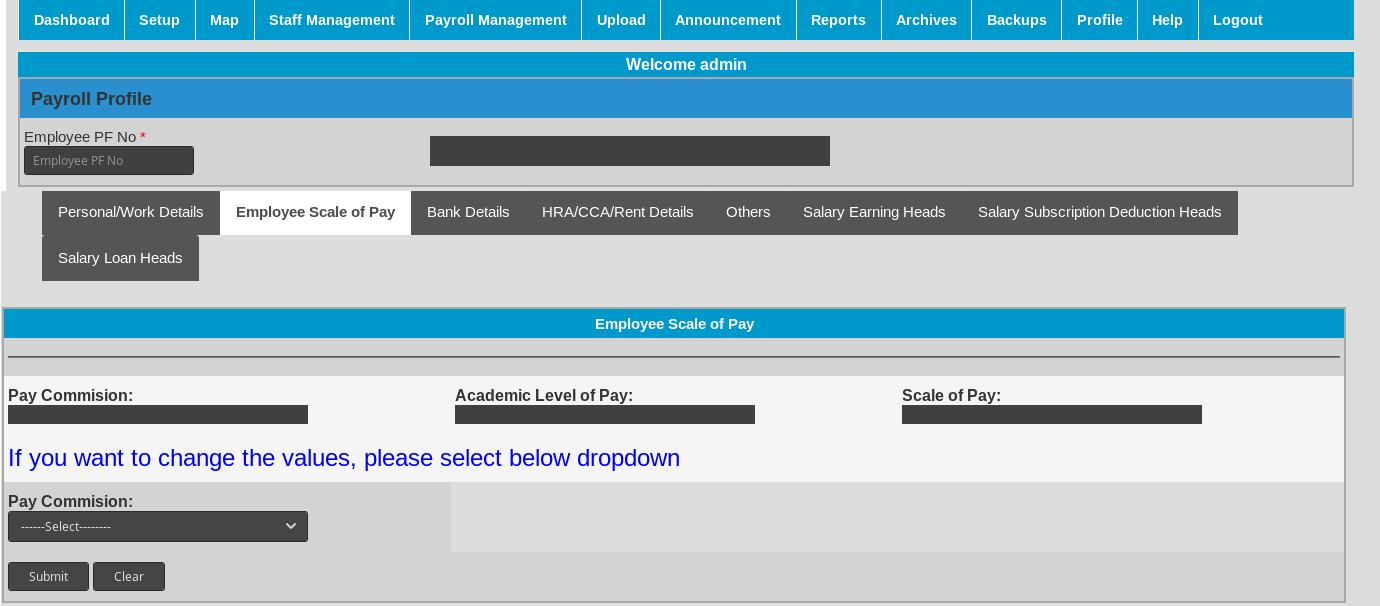 Dashboard Setup Map Staff Management Payroll Management Upload Announcement Reports Archives Backups Profile Help Logout
Welcome admin
Payroll Profile
Employee PF No *
Employee PF No
Personal/Work Details Employee Scale of Pay Bank Details HRA/CCA/Rent Details Others Salary Earning Heads Salary Subscription Deduction Heads
Salary Loan Heads
Employee Scale of Pay
Pay Commision: Academic Level of Pay: Scale of Pay:
If you want to change the values, please select below dropdown
Pay Commision:
------Select--------
Submit Clear